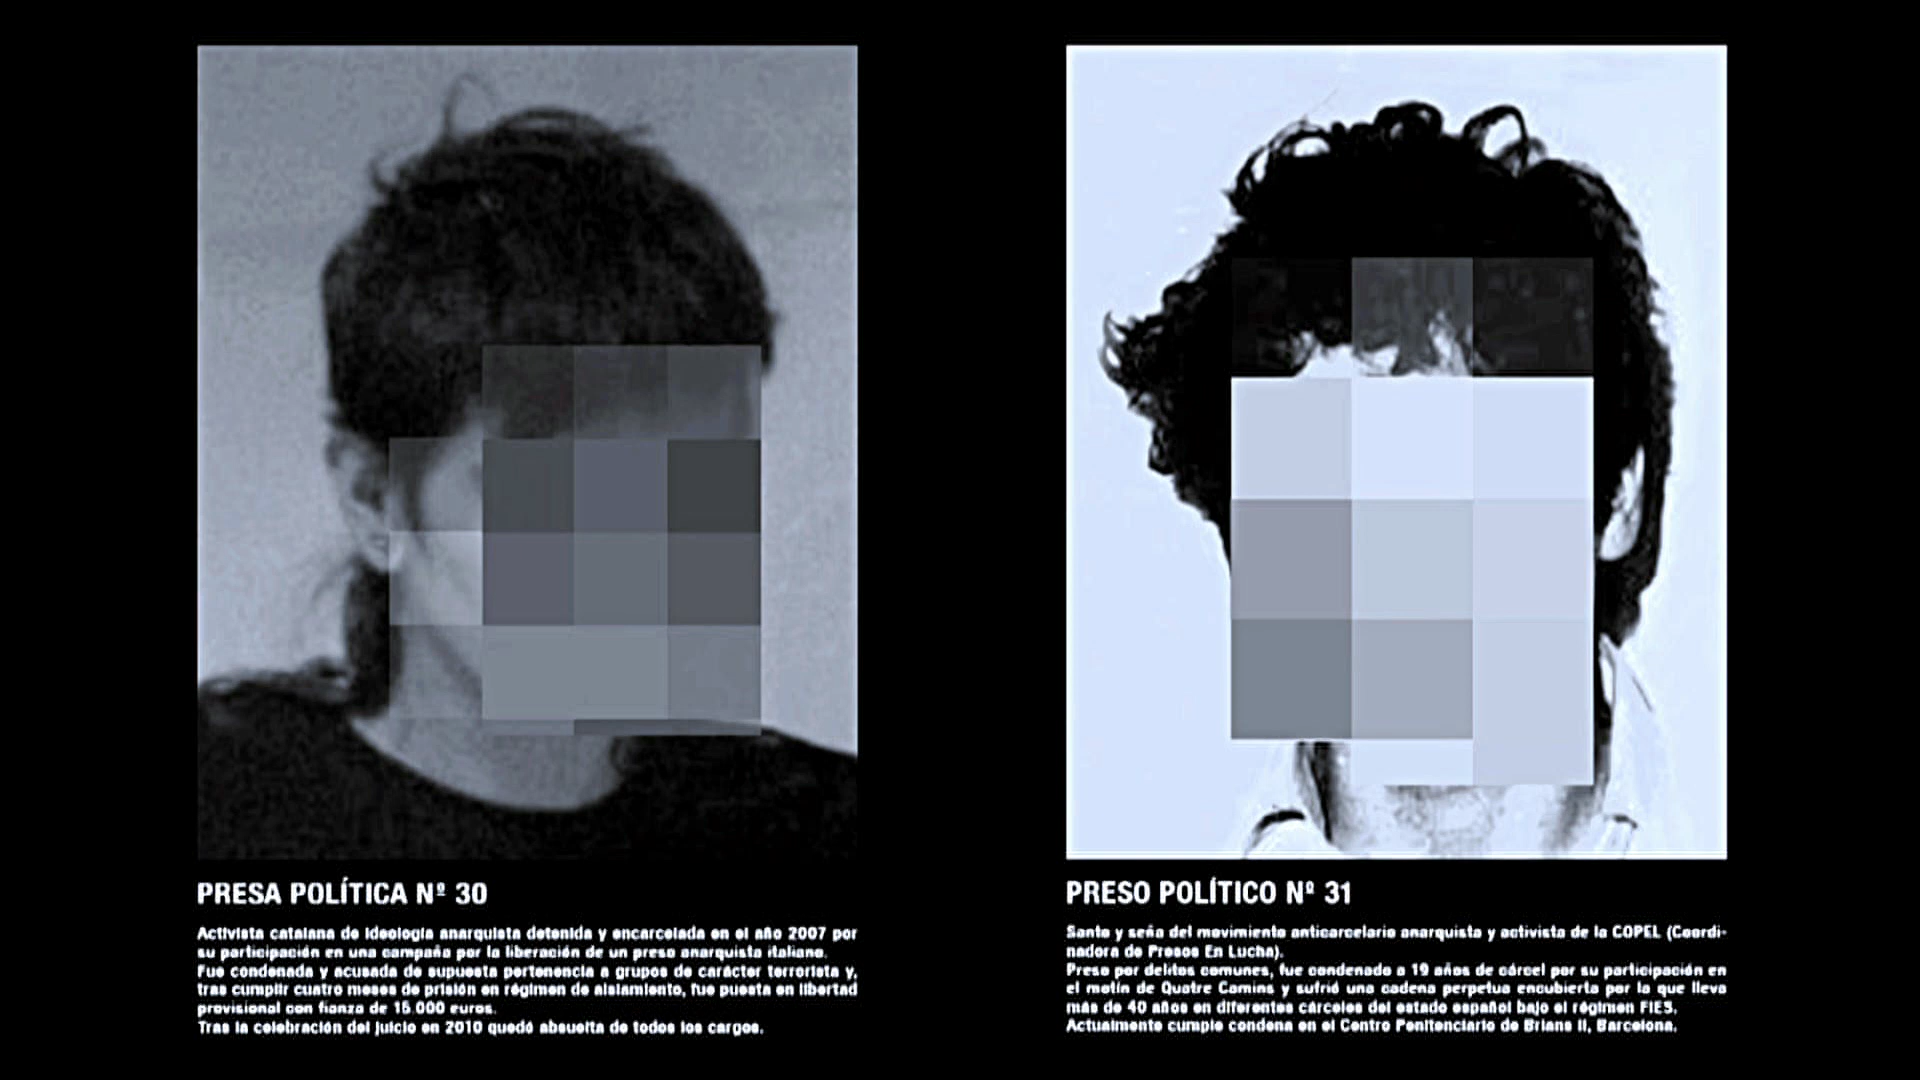 PRESA POLÍTICA Nº 30
Activista catalana de ideología anarquista detenida y encarcelada en el año 2007 por
su participación en una campaña por la liberación de un preso anarquista italiano.
Fue condenada y acusada de supuesta pertenencia a grupos de carácter terrorista y,
tras cumplir cuatro meses de prisión en régimen de aislamiento, fue puesta en libertad
provisional con fianza de 15.000 euros.
Tras la celebración del juicio en 2010 quedó absuelta de todos los cargos.
PRESO POLÍTICO Nº 31
Santo y seña del movimiento anticarcelario anarquista y activista de la COPEL (Coordi-
nadora de Presos En Lucha).
Preso por delitos comunes, fue condenado a 19 años de cárcel por su participación en
el motín de Quatre Camins y sufrió una cadena perpetua encubierta por la que lleva
más de 40 años en diferentes cárceles del estado español bajo el régimen FIES.
Actualmente cumple condena en el Centro Penitenciario de Brians II, Barcelona.